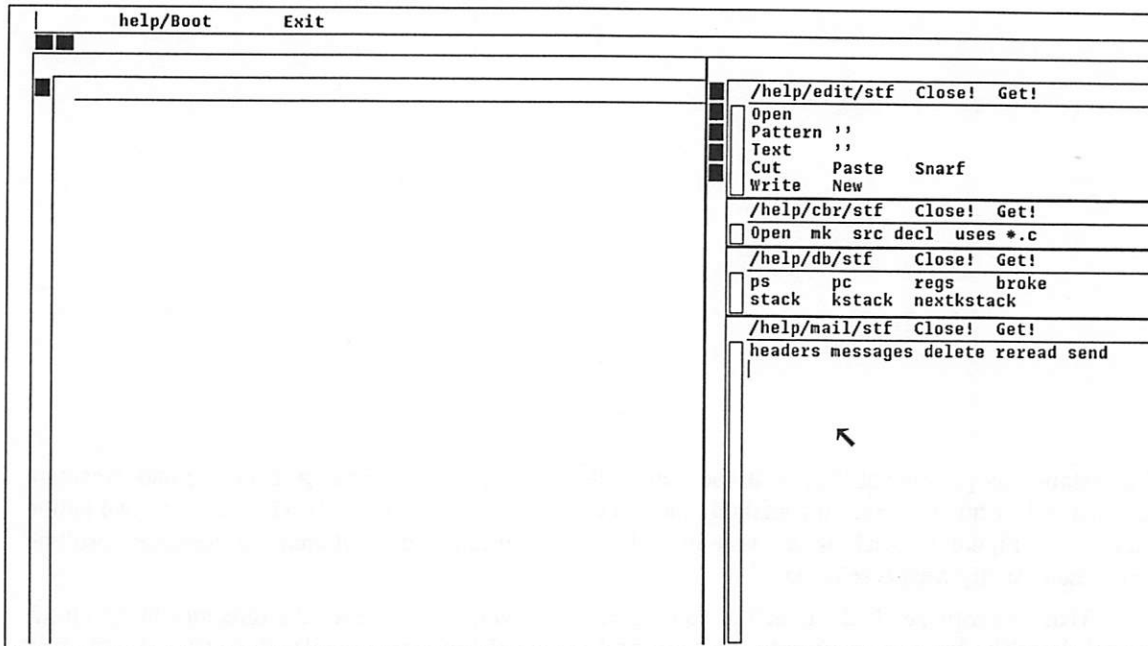 help/Boot Exit
/help/edit/stf Close! Get!
Open
Pattern ''
Text ''
Cut Paste Snarf
Write New
/help/cbr/stf Close! Get!
Open mk src decl uses *.c
/help/db/stf Close! Get!
ps pc regs broke
stack kstack nextkstack
/help/mail/stf Close! Get!
headers messages delete reread send